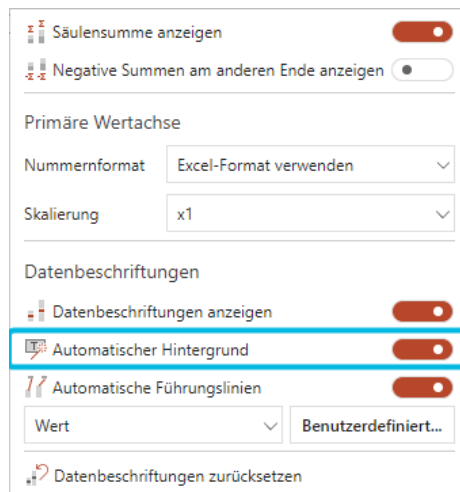 Säulensumme anzeigen
Negative Summen am anderen Ende anzeigen
Primäre Wertachse
Nummernformat Excel-Format verwenden
Skalierung x1
Datenbeschriftungen
Datenbeschriftungen anzeigen
Automatischer Hintergrund
Automatische Führungslinien
Wert Benutzerdefiniert...
Datenbeschriftungen zurücksetzen